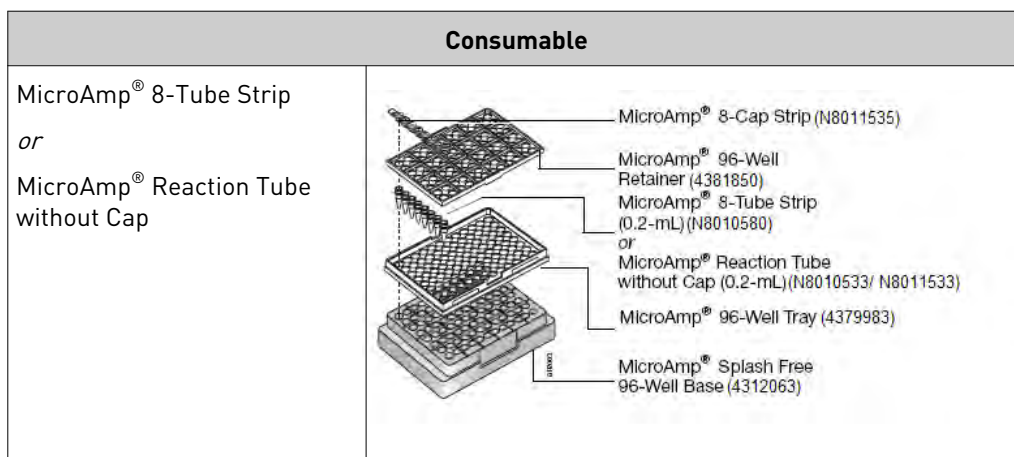 Consumable
MicroAmp® 8-Tube Strip
or
MicroAmp® Reaction Tube
without Cap
MicroAmp® 8-Cap Strip (N8011535)
MicroAmp® 96-Well
Retainer (4381850)
MicroAmp® 8-Tube Strip
(0.2-mL)(N8010580)
or
MicroAmp® Reaction Tube
without Cap (0.2-mL)(N8010533/ N8011533)
MicroAmp® 96-Well Tray (4379983)
MicroAmp® Splash Free
96-Well Base (4312063)